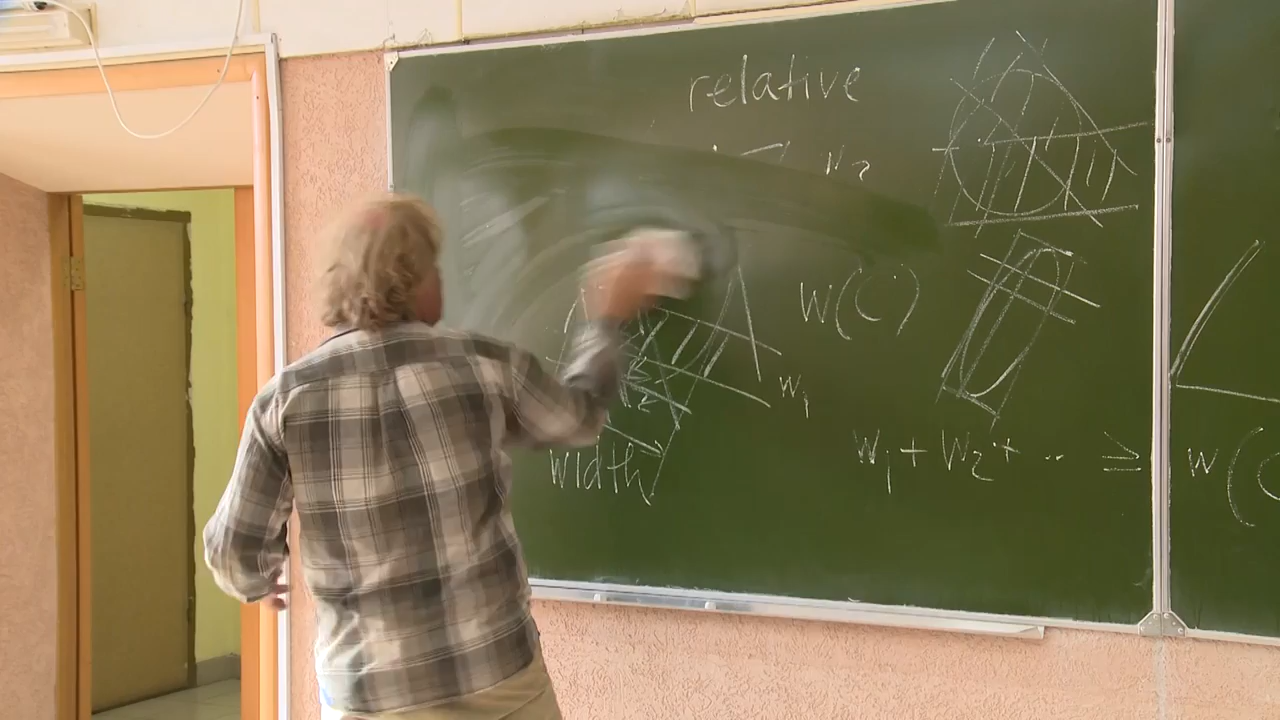 relative
W(C)
w₁
width
w₁ + w₂ + .. ≥ w(C